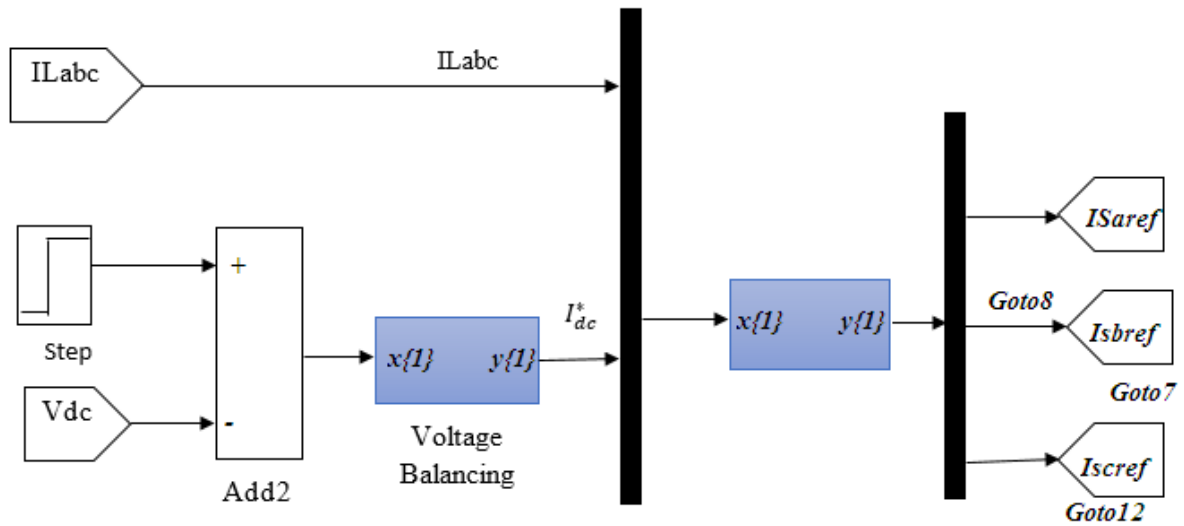 ILabc
ILabc
Step
Vdc
+
-
Add2
x{1} y{1}
Voltage
Balancing
I*dc
x{1} y{1}
ISaref
Goto8
Isbref
Goto7
Iscref
Goto12